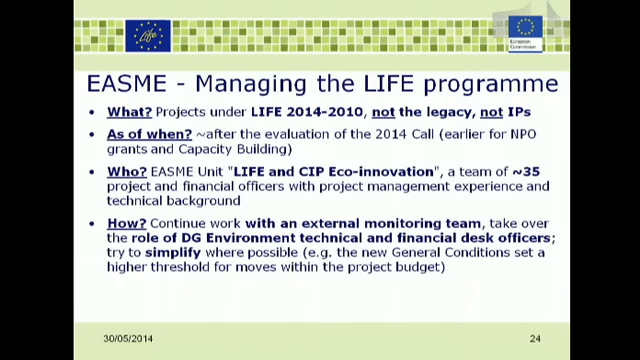 Life
European
Commission
EASME - Managing the LIFE programme
• What? Projects under LIFE 2014-2010, not the legacy, not IPs
• As of when? ~after the evaluation of the 2014 Call (earlier for NPO
grants and Capacity Building)
• Who? EASME Unit "LIFE and CIP Eco-innovation", a team of ~35
project and financial officers with project management experience and
technical background
• How? Continue work with an external monitoring team, take over
the role of DG Environment technical and financial desk officers;
try to simplify where possible (e.g. the new General Conditions set a
higher threshold for moves within the project budget)
30/05/2014
24